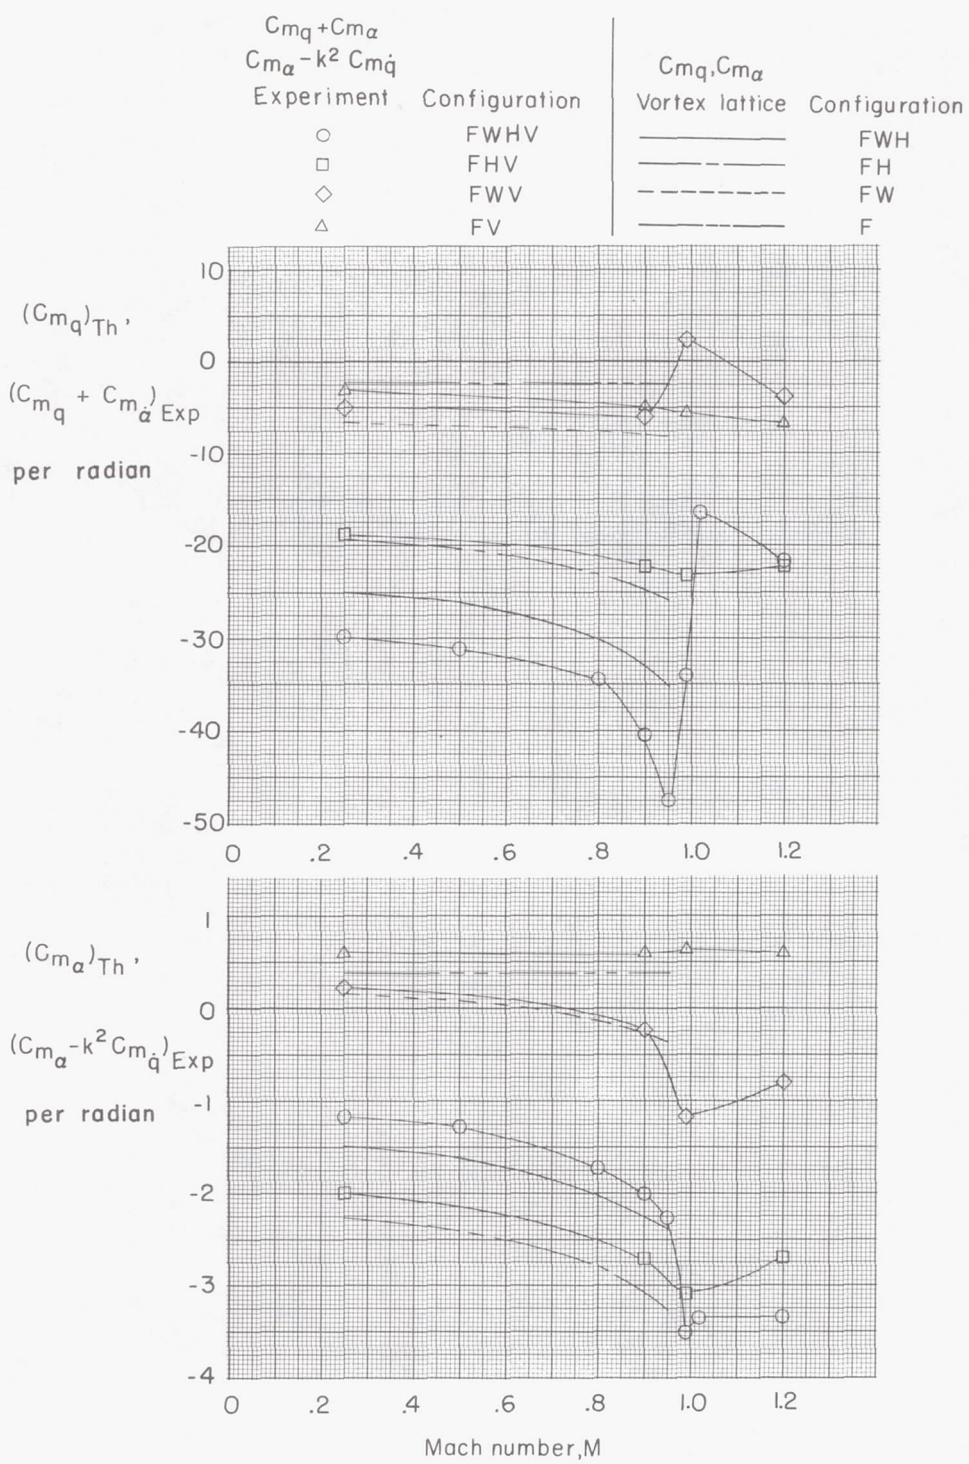 Cmq + Cmα
Cmα - k² Cmq̇
Experiment Configuration
FWHV
FHV
FWV
FV
Cmq, Cmα
Vortex lattice Configuration
FWH
FH
FW
F
10
0
-10
-20
-30
-40
-50
(Cmq)Th,
(Cmq + Cmα̇)Exp
per radian
0 .2 .4 .6 .8 1.0 1.2
1
0
-1
-2
-3
-4
(Cmα)Th,
(Cmα - k² Cmq̇)Exp
per radian
0 .2 .4 .6 .8 1.0 1.2
Mach number, M